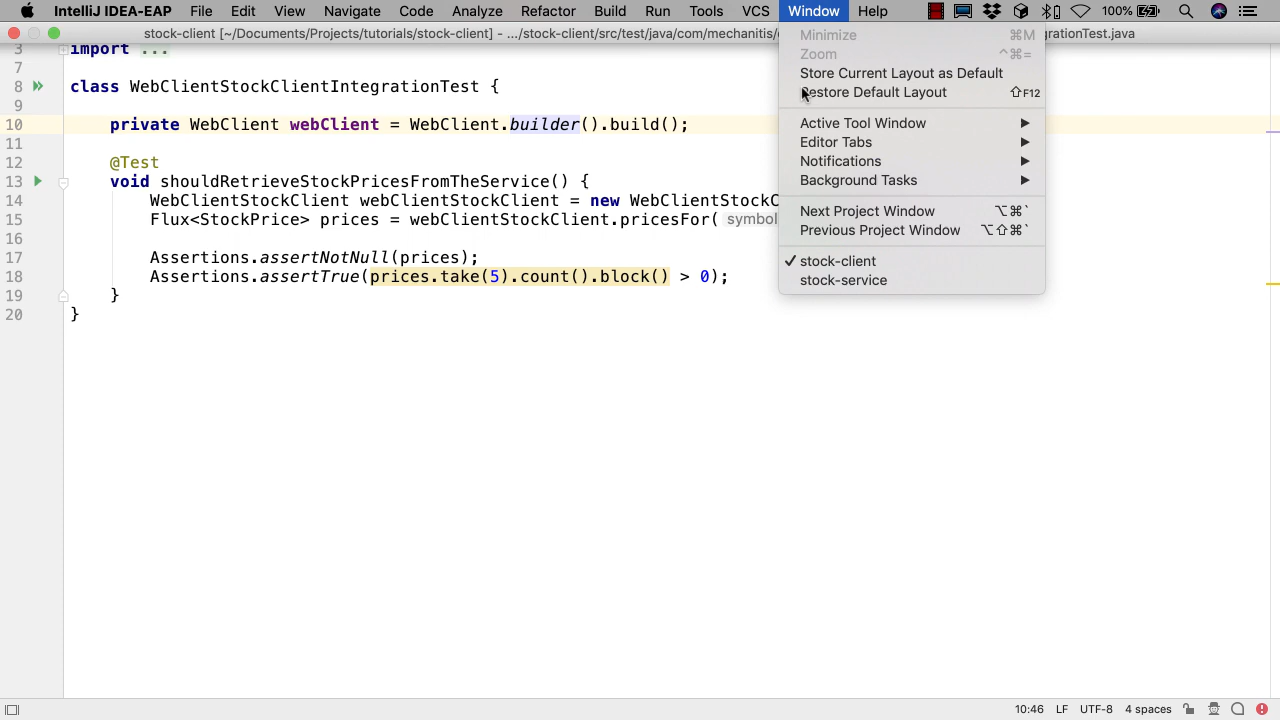 IntelliJ IDEA-EAP File Edit View Navigate Code Analyze Refactor Build Run Tools VCS Window Help 100%
stock-client [~/Documents/Projects/tutorials/stock-client] - .../stock-client/src/test/java/com/mechanitis/ grationTest.java
Minimize ⌘M
Zoom ^⌘=
Store Current Layout as Default
Restore Default Layout ⇧F12
Active Tool Window
Editor Tabs
Notifications
Background Tasks
Next Project Window ⌥⌘`
Previous Project Window ⌥⇧⌘`
✓ stock-client
stock-service
3 import ...
7
8 class WebClientStockClientIntegrationTest {
9
10 private WebClient webClient = WebClient.builder().build();
11
12 @Test
13 void shouldRetrieveStockPricesFromTheService() {
14 WebClientStockClient webClientStockClient = new WebClientStockC
15 Flux<StockPrice> prices = webClientStockClient.pricesFor( symbol
16
17 Assertions.assertNotNull(prices);
18 Assertions.assertTrue(prices.take(5).count().block() > 0);
19 }
20 }
10:46 LF UTF-8 4 spaces